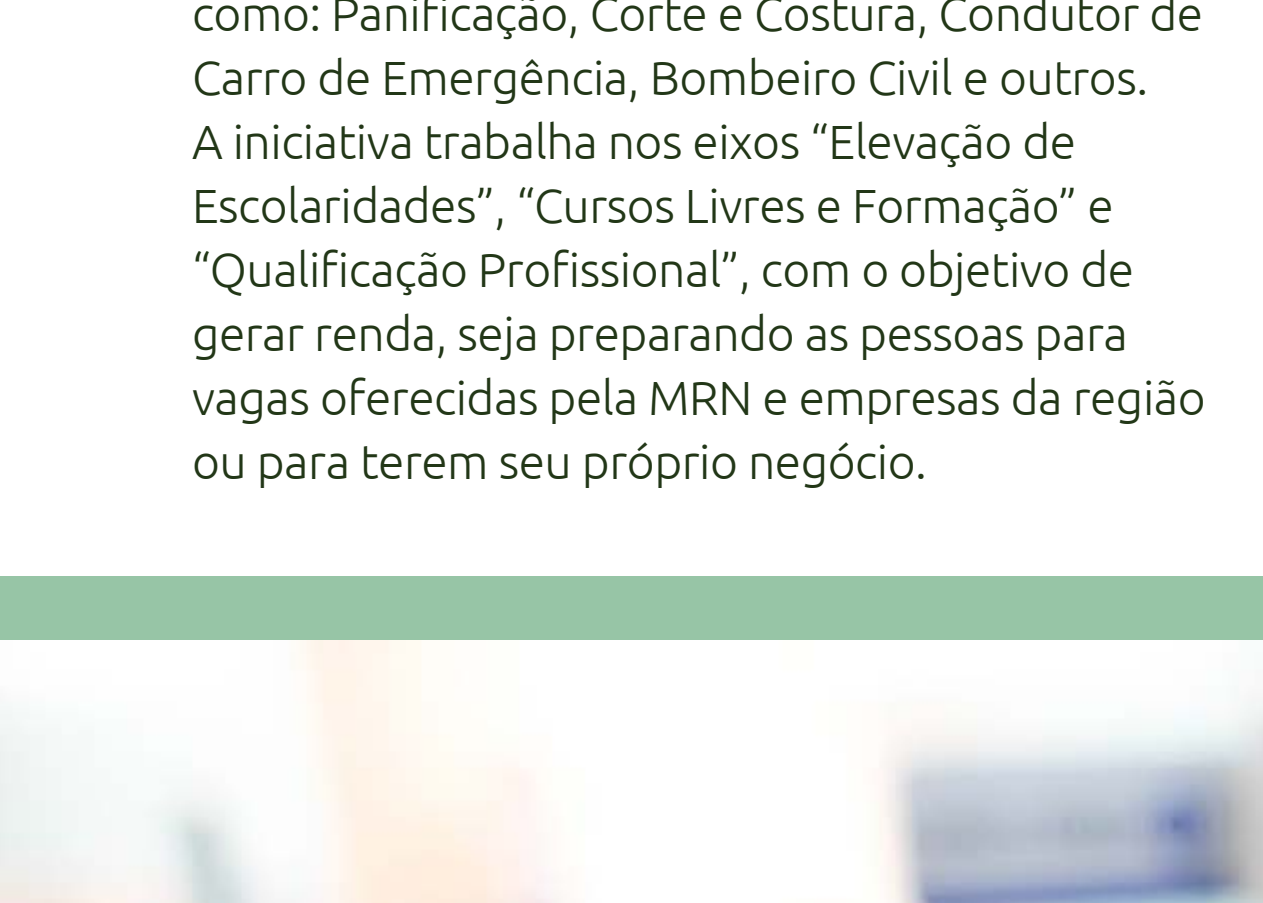 como: Panificação, Corte e Costura, Condutor de
Carro de Emergência, Bombeiro Civil e outros.
A iniciativa trabalha nos eixos “Elevação de
Escolaridades”, “Cursos Livres e Formação” e
“Qualificação Profissional”, com o objetivo de
gerar renda, seja preparando as pessoas para
vagas oferecidas pela MRN e empresas da região
ou para terem seu próprio negócio.